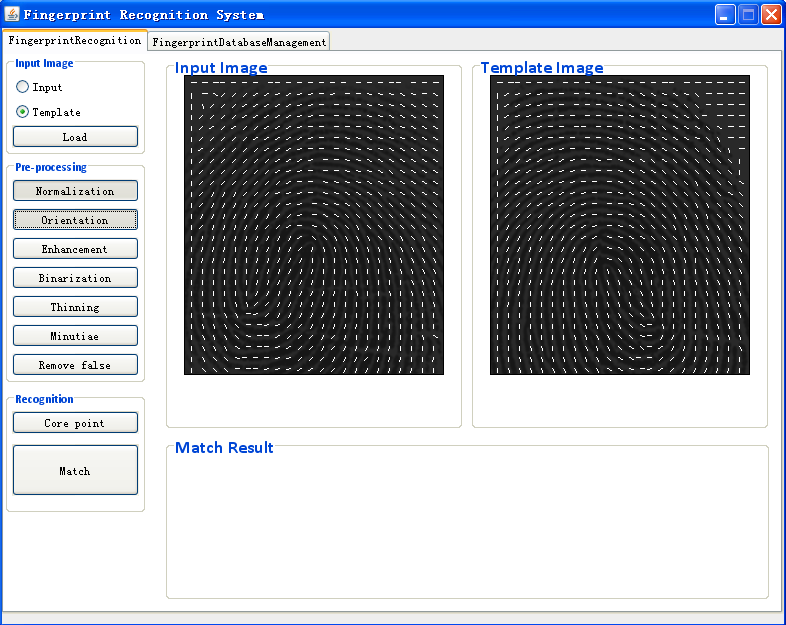 Fingerprint Recognition System
FingerprintRecognition
FingerprintDatabaseManagement
Input Image
Input
Template
Load
Pre-processing
Normalization
Orientation
Enhancement
Binarization
Thinning
Minutiae
Remove false
Recognition
Core point
Match
Input Image
Template Image
Match Result